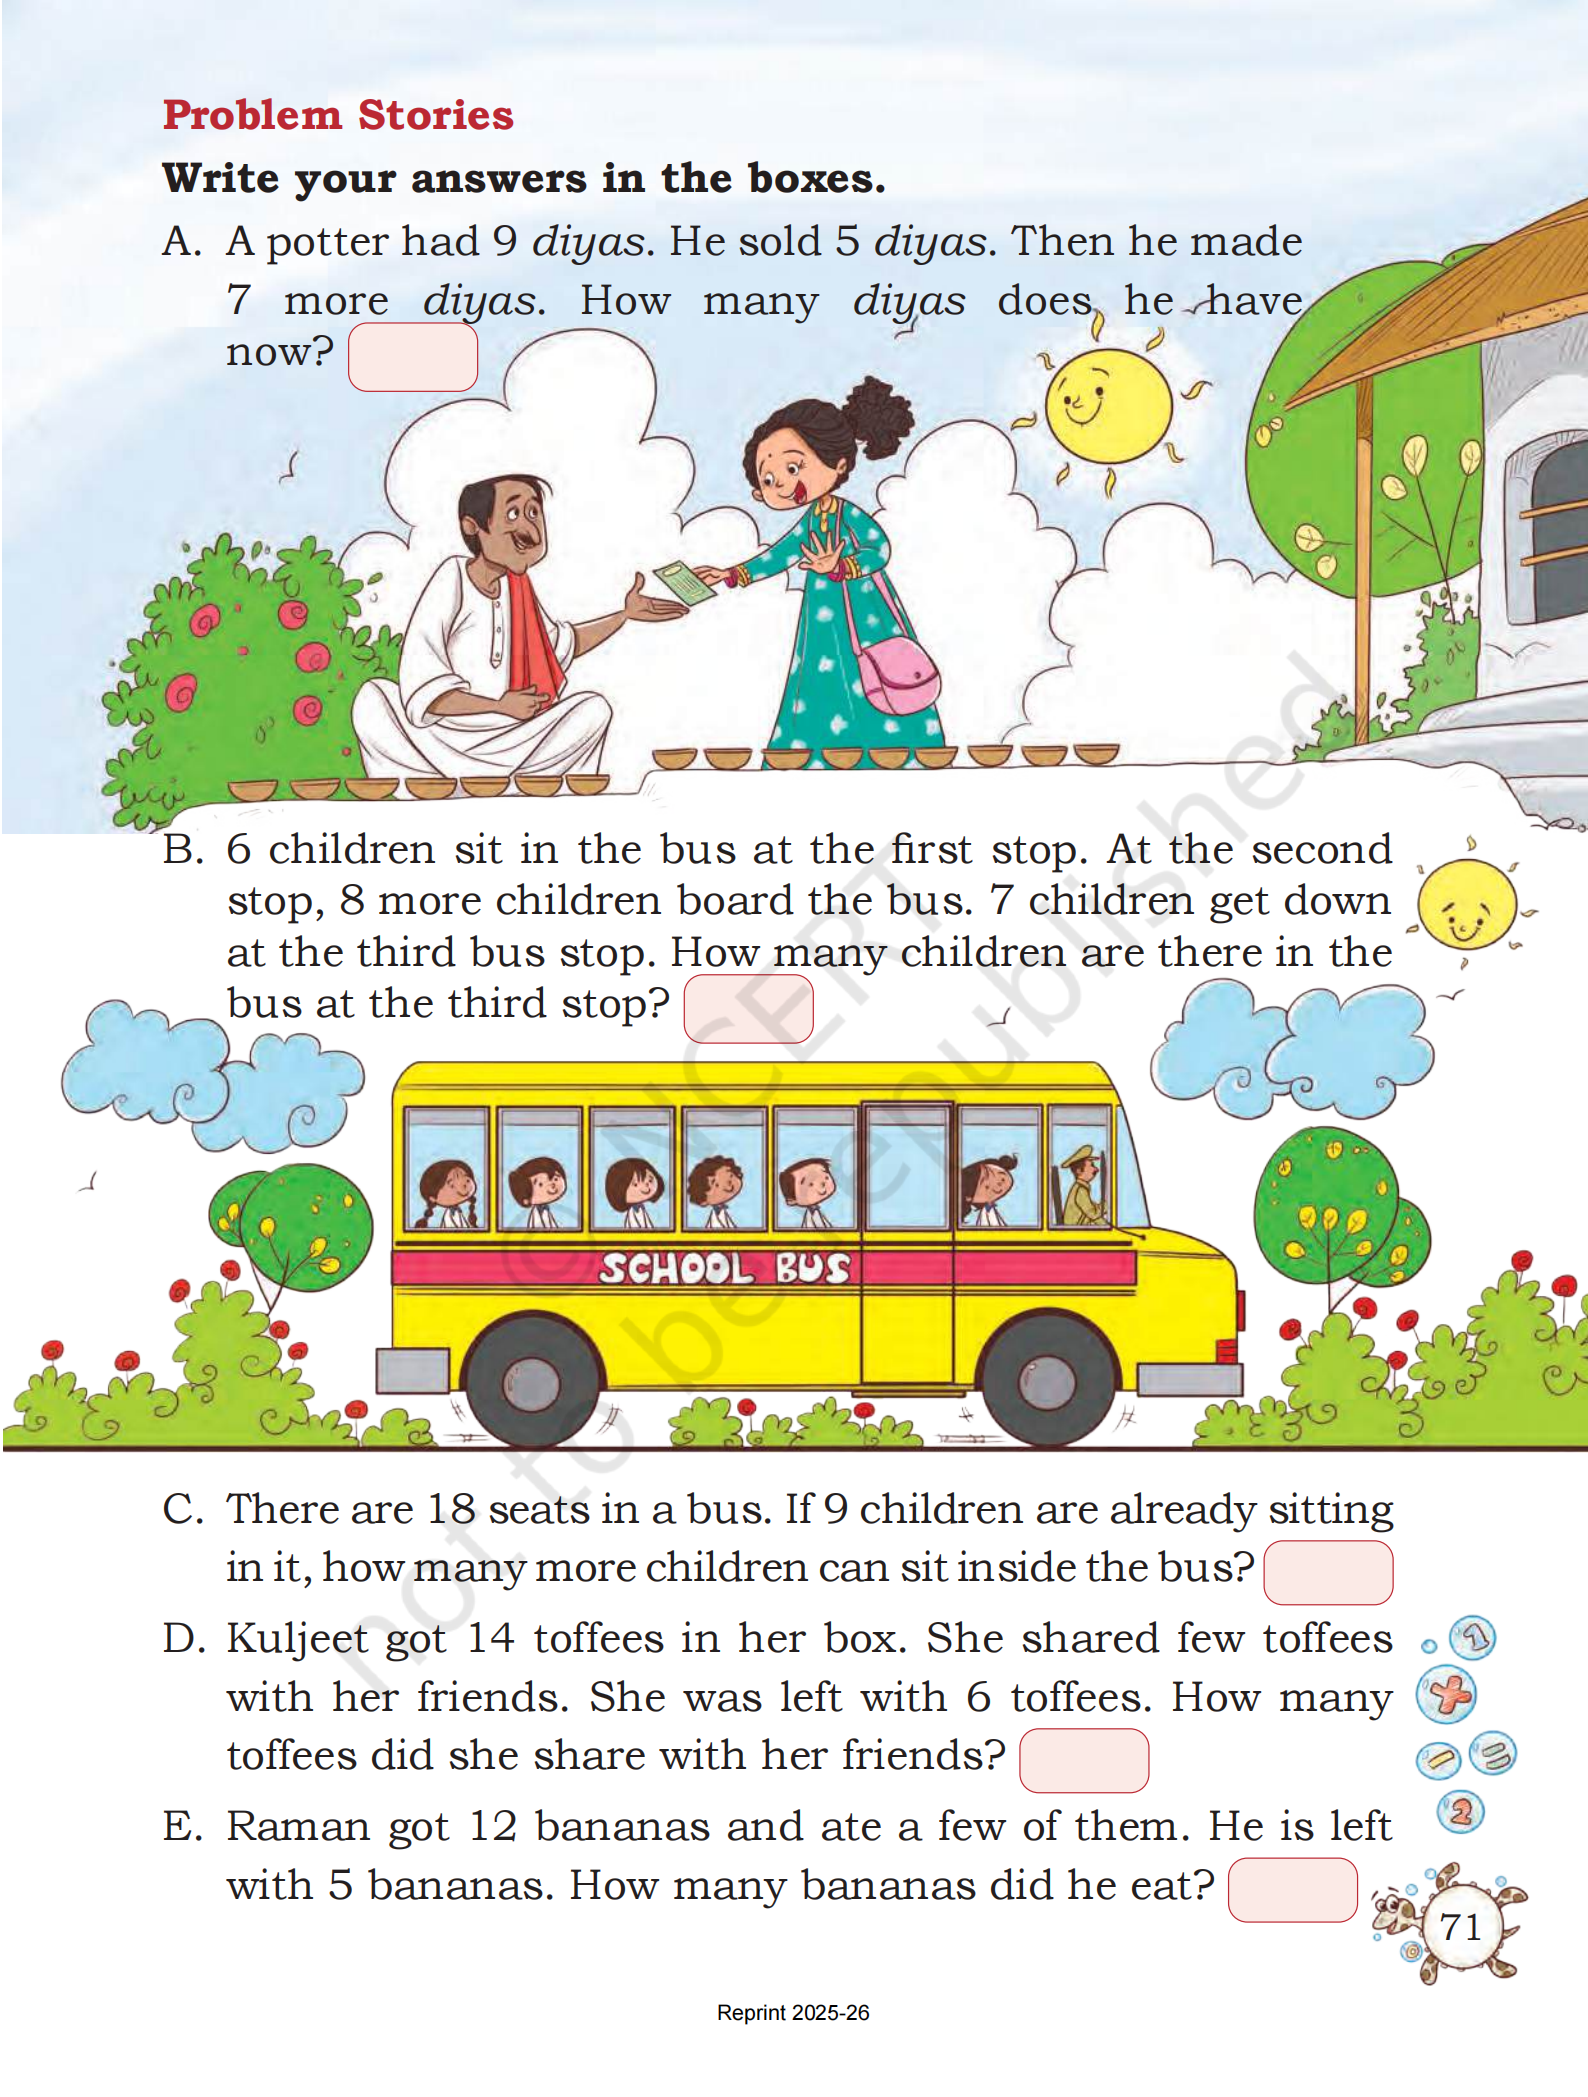 Problem Stories
Write your answers in the boxes.
A. A potter had 9 diyas. He sold 5 diyas. Then he made
7 more diyas. How many diyas does he have
now?
B. 6 children sit in the bus at the first stop. At the second
stop, 8 more children board the bus. 7 children get down
at the third bus stop. How many children are there in the
bus at the third stop?
SCHOOL BUS
C. There are 18 seats in a bus. If 9 children are already sitting
in it, how many more children can sit inside the bus?
D. Kuljeet got 14 toffees in her box. She shared few toffees
with her friends. She was left with 6 toffees. How many
toffees did she share with her friends?
E. Raman got 12 bananas and ate a few of them. He is left
with 5 bananas. How many bananas did he eat?
1
+
−
=
2
71
© NCERT
not to be republished
Reprint 2025-26